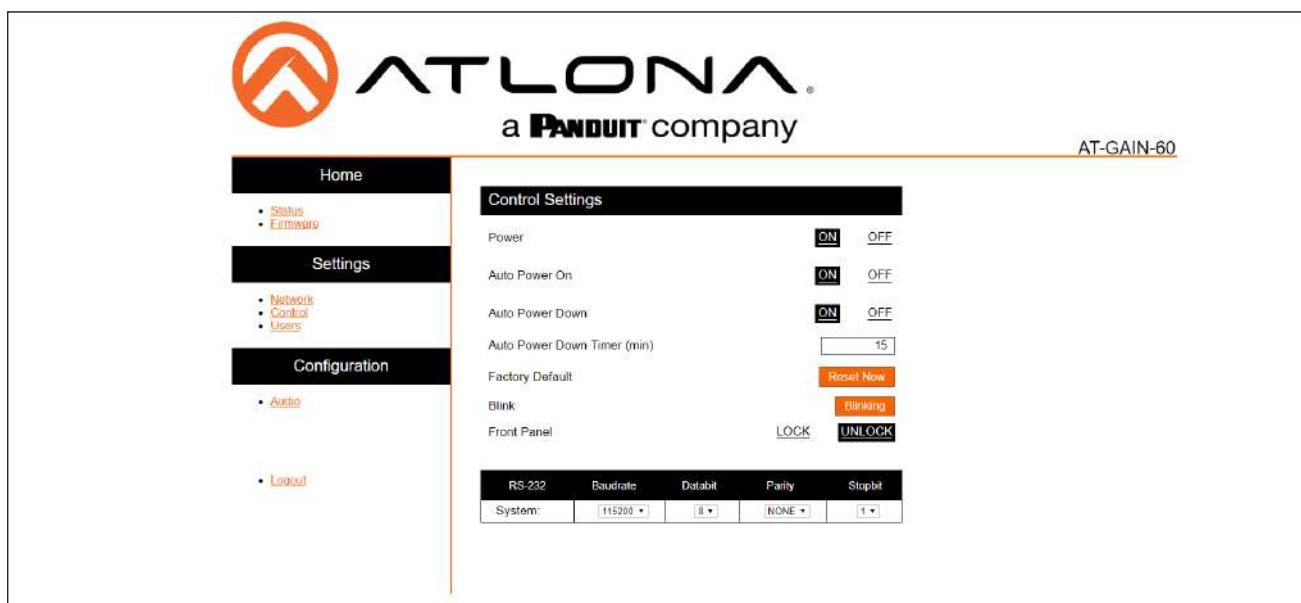 ATLONA®
a PANDUIT company
AT-GAIN-60
Home
Status
Firmware
Settings
Network
Control
Users
Configuration
Audio
Logout
Control Settings
Power ON OFF
Auto Power On ON OFF
Auto Power Down ON OFF
Auto Power Down Timer (min) 15
Factory Default Reset Now
Blink Blinking
Front Panel LOCK UNLOCK
RS-232 Baudrate Databit Parity Stopbit
System: 115200 8 NONE 1